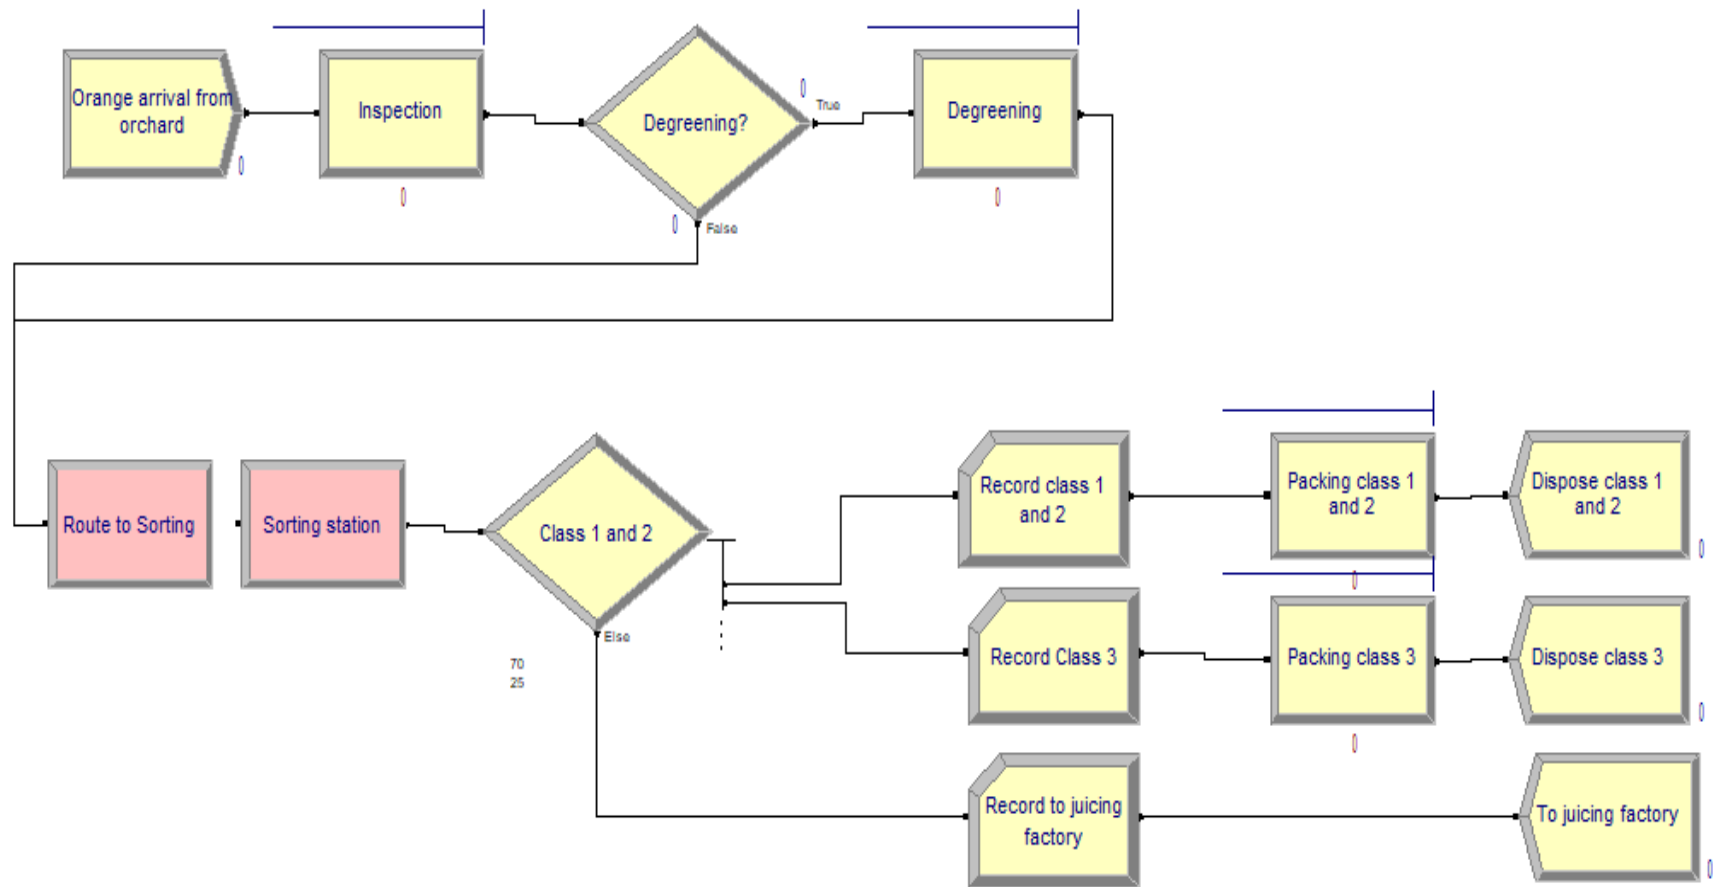 Orange arrival from
orchard
0
Inspection
0
Degreening?
0
True
0
False
Degreening
0
Route to Sorting
Sorting station
Class 1 and 2
Else
70
25
Record class 1
and 2
Packing class 1
and 2
0
Dispose class 1
and 2
0
Record Class 3
Packing class 3
0
Dispose class 3
0
Record to juicing
factory
To juicing factory
0